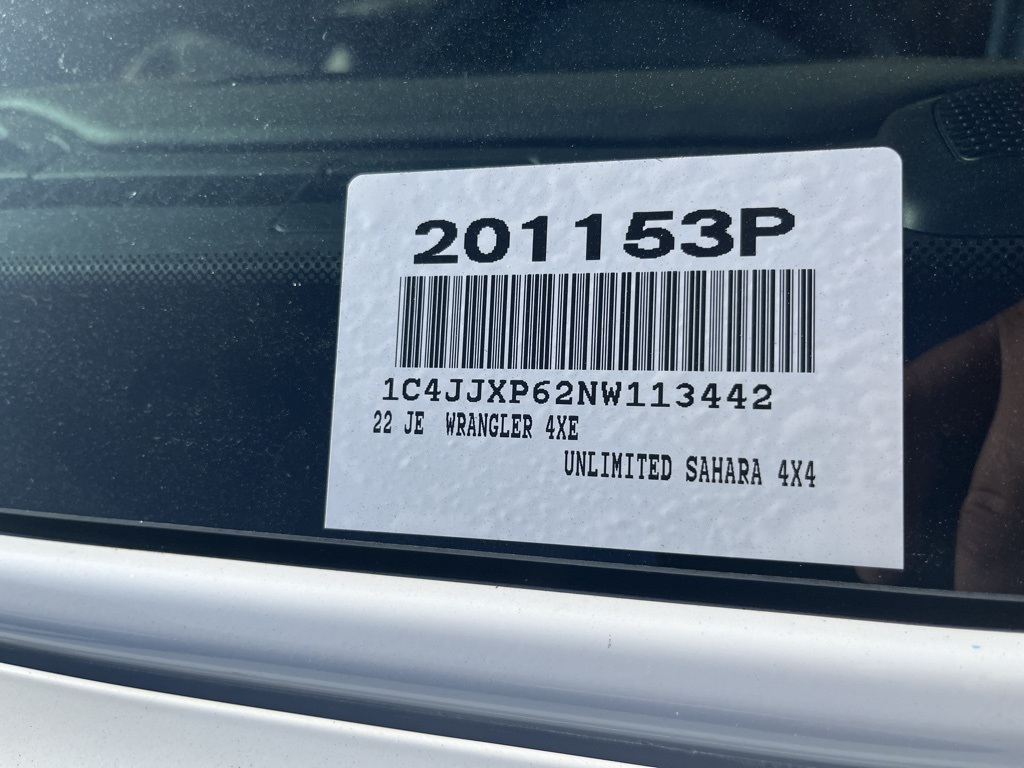 201153P
1C4JJXP62NW113442
22 JE WRANGLER 4XE
UNLIMITED SAHARA 4X4